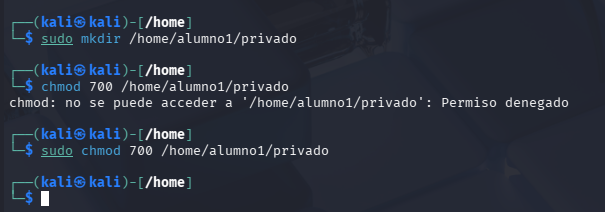 ┌──(kali㉿kali)-[/home]
└─$ sudo mkdir /home/alumno1/privado
┌──(kali㉿kali)-[/home]
└─$ chmod 700 /home/alumno1/privado
chmod: no se puede acceder a '/home/alumno1/privado': Permiso denegado
┌──(kali㉿kali)-[/home]
└─$ sudo chmod 700 /home/alumno1/privado
┌──(kali㉿kali)-[/home]
└─$